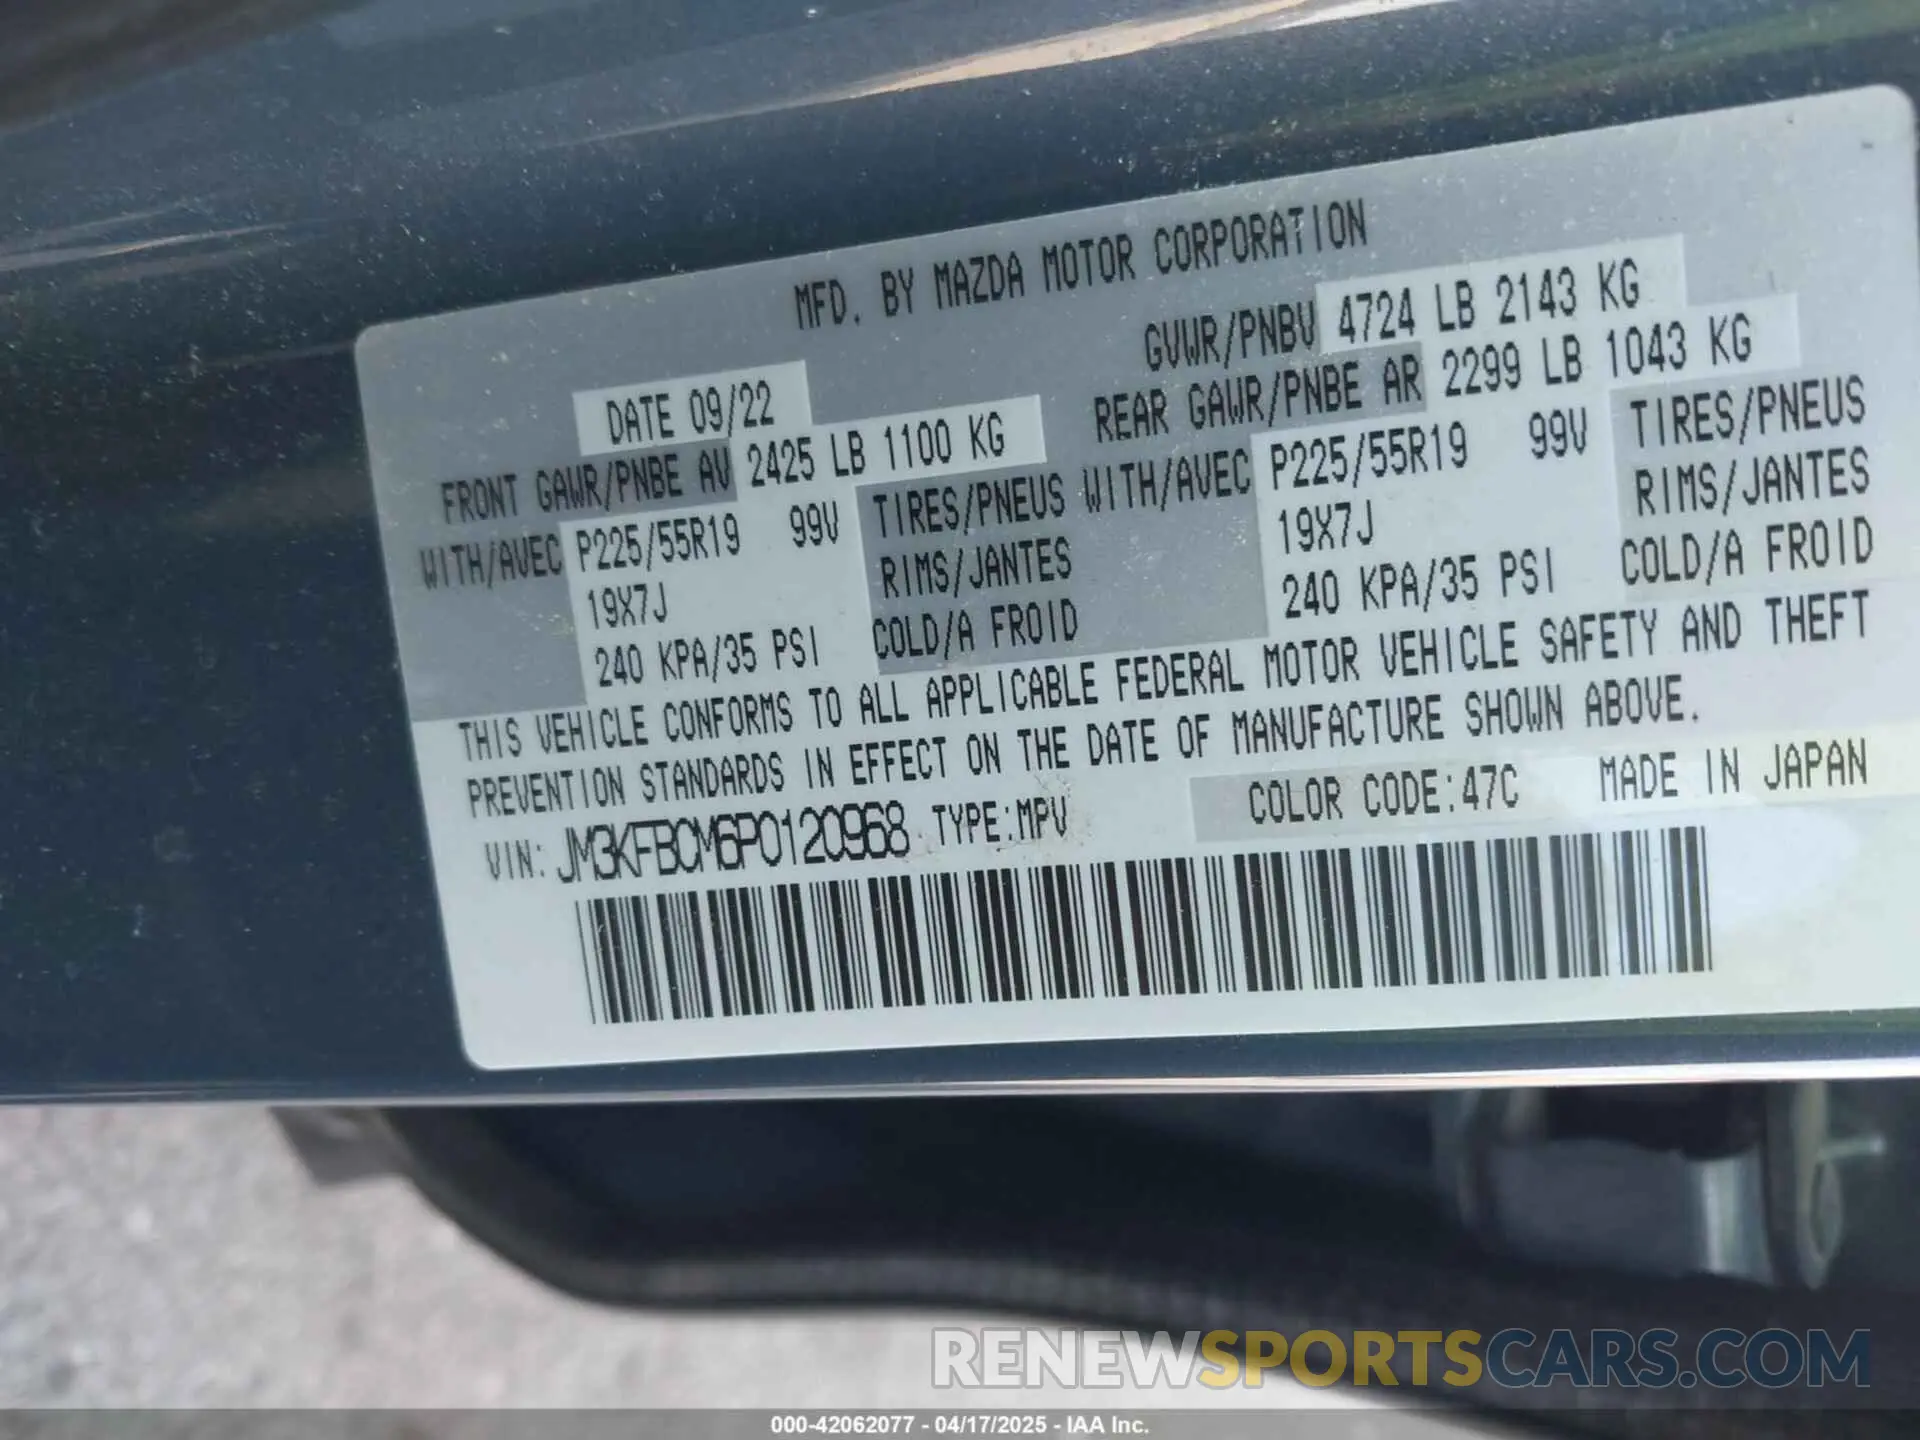 MFD. BY MAZDA MOTOR CORPORATION
DATE 09/22 GVWR/PNBV 4724 LB 2143 KG
FRONT GAWR/PNBE AV 2425 LB 1100 KG REAR GAWR/PNBE AR 2299 LB 1043 KG
WITH/AVEC P225/55R19 99V TIRES/PNEUS WITH/AVEC P225/55R19 99V TIRES/PNEUS
19X7J RIMS/JANTES 19X7J RIMS/JANTES
240 KPA/35 PSI COLD/A FROID 240 KPA/35 PSI COLD/A FROID
THIS VEHICLE CONFORMS TO ALL APPLICABLE FEDERAL MOTOR VEHICLE SAFETY AND THEFT
PREVENTION STANDARDS IN EFFECT ON THE DATE OF MANUFACTURE SHOWN ABOVE.
VIN: JM3KFBCM6P0120968 TYPE:MPV COLOR CODE:47C MADE IN JAPAN
RENEWSPORTSCARS.COM
000-42062077 - 04/17/2025 - IAA Inc.